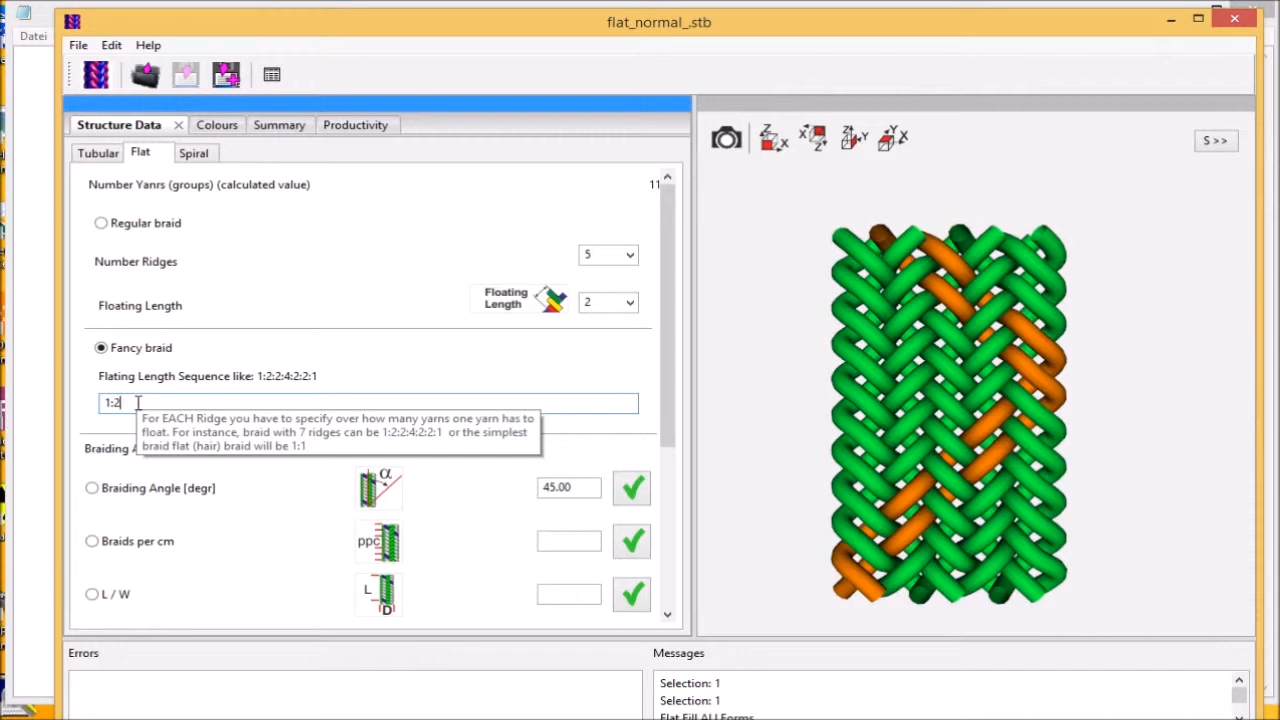 flat_normal_.stb
Datei
File Edit Help
Structure Data Colours Summary Productivity
S >>
Tubular Flat Spiral
Number Yanrs (groups) (calculated value) 11
Regular braid
Number Ridges 5
Floating Length Floating Length 2
Fancy braid
Flating Length Sequence like: 1:2:2:4:2:2:1
1:2
For EACH Ridge you have to specify over how many yarns one yarn has to
float. For instance, braid with 7 ridges can be 1:2:2:4:2:2:1 or the simplest
braid flat (hair) braid will be 1:1
Braiding A
Braiding Angle [degr] α 45.00
Braids per cm ppc
L / W L D
Errors
Messages
Selection: 1
Selection: 1
Flat Fill ALl Forms
Z X X Z Z Y Y X